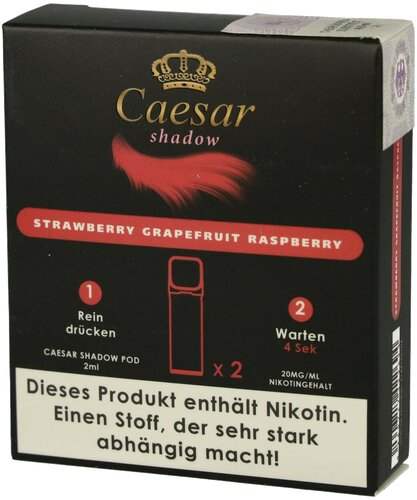 Caesar
shadow
STRAWBERRY GRAPEFRUIT RASPBERRY
1
Rein
drücken
CAESAR SHADOW POD
2ml
x 2
2
Warten
4 Sek
20MG/ML
NIKOTINGEHALT
Dieses Produkt enthält Nikotin.
Einen Stoff, der sehr stark
abhängig macht!